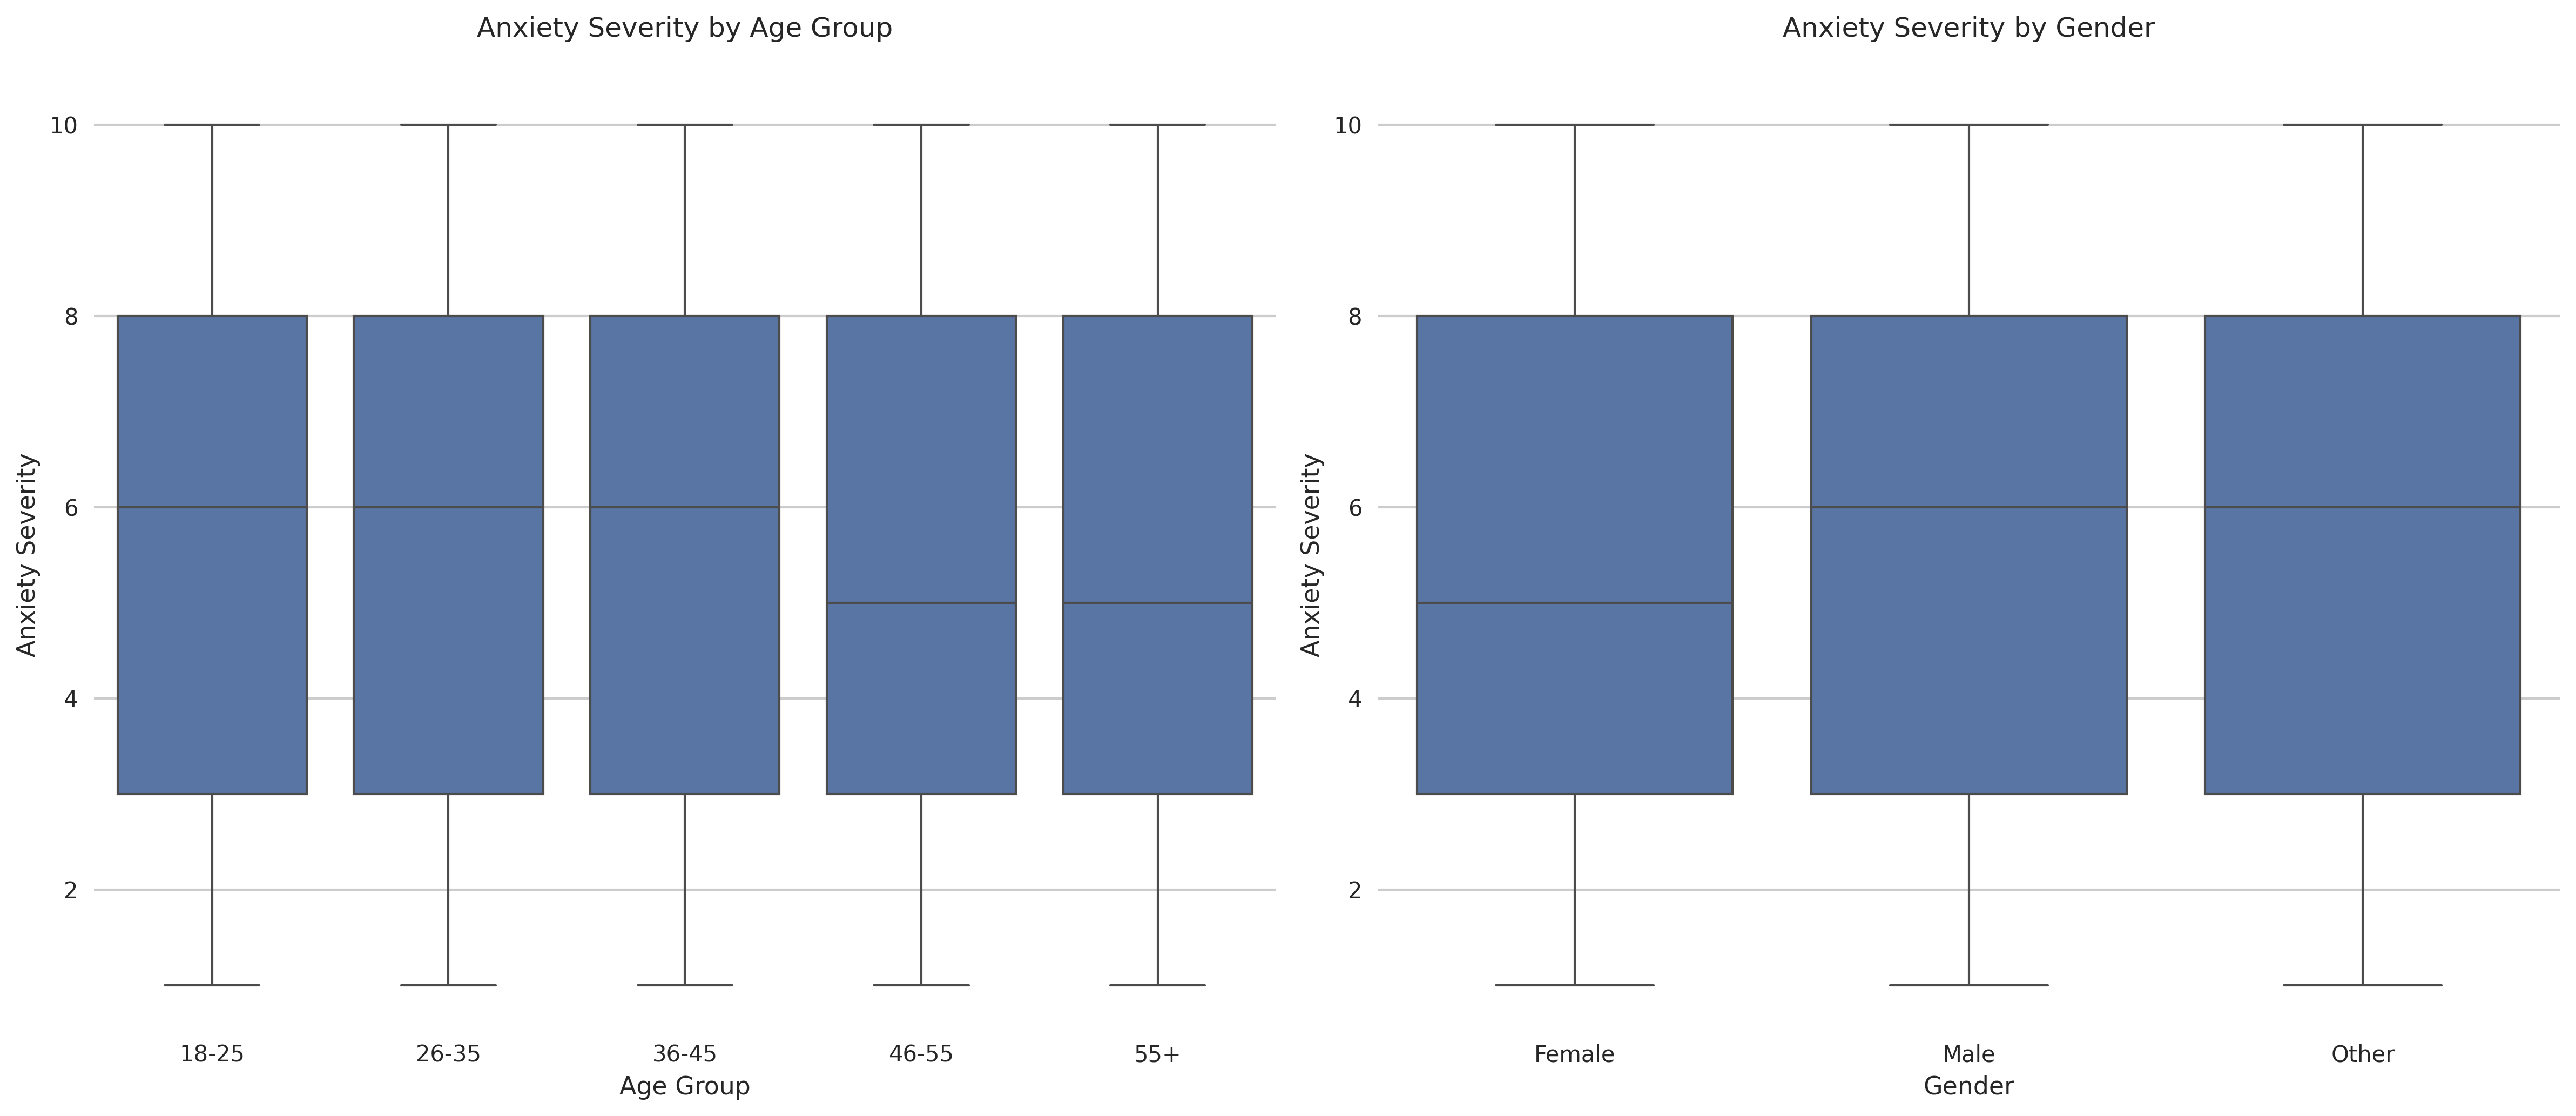 Anxiety Severity by Age Group
Anxiety Severity
10
8
6
4
2
18-25
26-35
36-45
46-55
55+
Age Group
Anxiety Severity by Gender
Anxiety Severity
10
8
6
4
2
Female
Male
Other
Gender